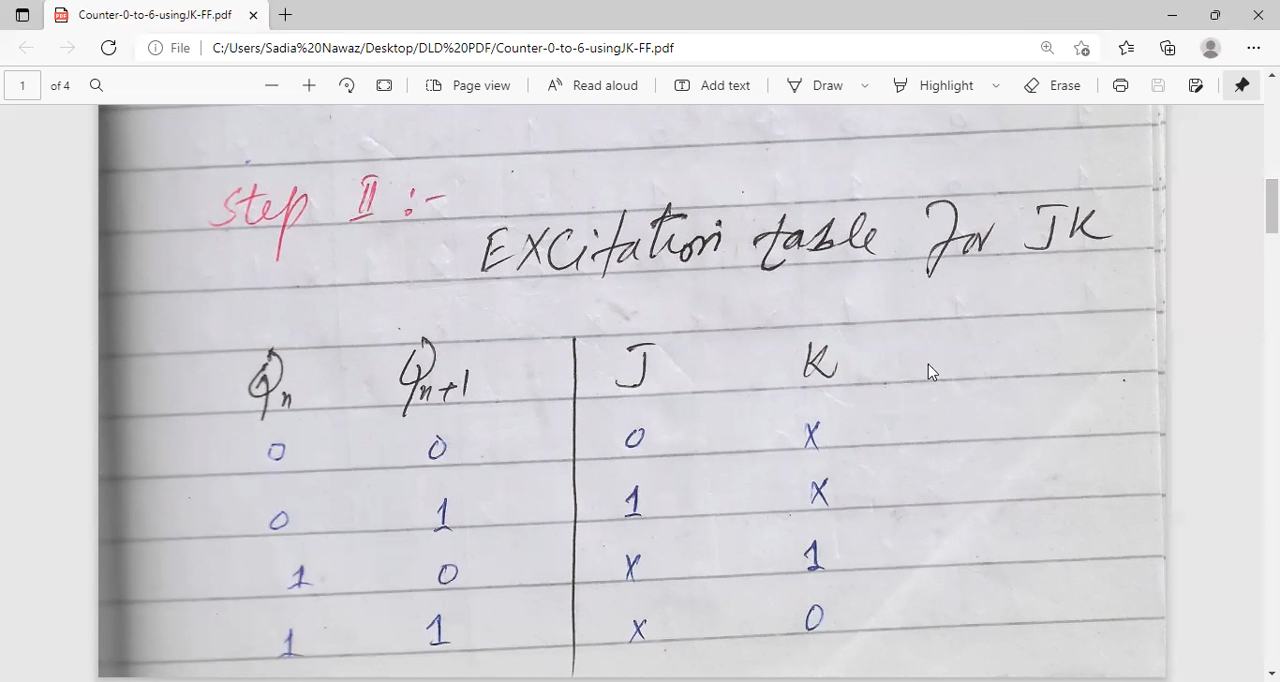 Counter-0-to-6-usingJK-FF.pdf
File C:/Users/Sadia%20Nawaz/Desktop/DLD%20PDF/Counter-0-to-6-usingJK-FF.pdf
1 of 4 Page view Read aloud Add text Draw Highlight Erase
Step II :-
EXCitation table For JK
Qn Qn+1 J K
0 0 0 X
0 1 1 X
1 0 X 1
1 1 X 0